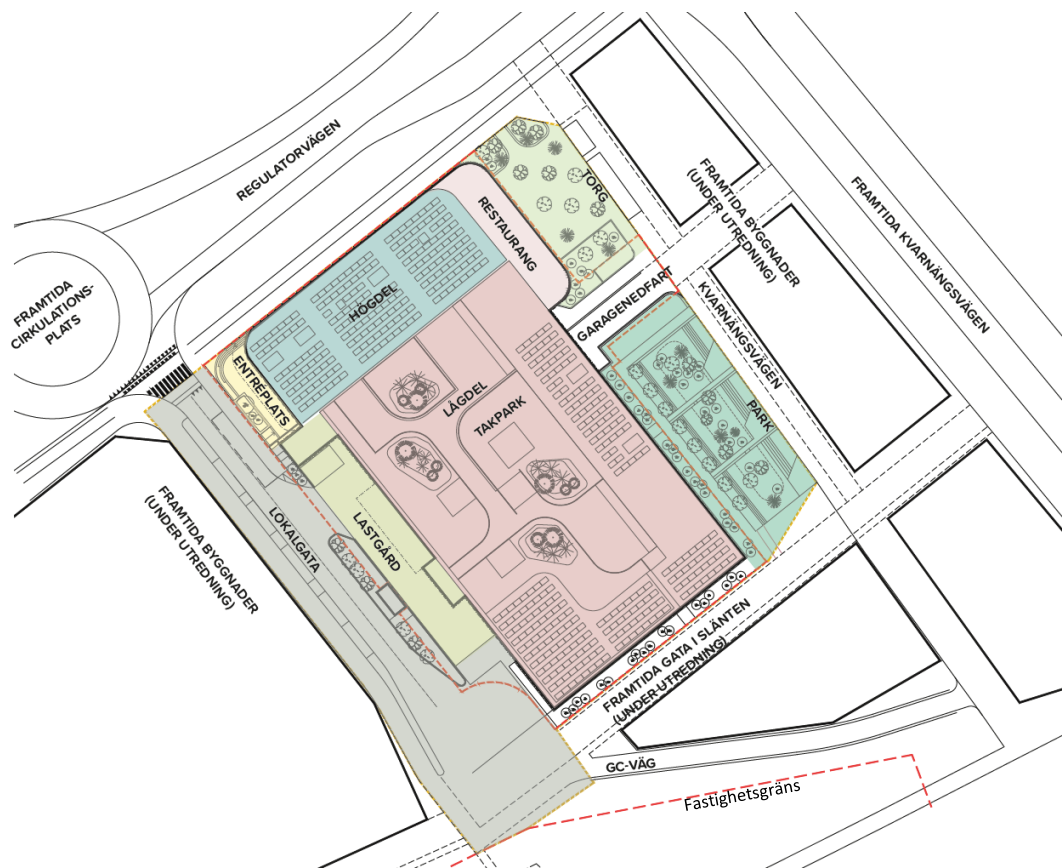 REGULATORVÄGEN
FRAMTIDA
CIRKULATIONS-
PLATS
TORG
RESTAURANG
HÖGDEL
ENTRÉPLATS
LÅGDEL
TAKPARK
GARAGENEDFART
KVARNÄNGSVÄGEN
PARK
FRAMTIDA BYGGNADER
(UNDER UTREDNING)
FRAMTIDA KVARNÄNGSVÄGEN
FRAMTIDA BYGGNADER
(UNDER UTREDNING)
LOKALGATA
LASTGÅRD
FRAMTIDA GATA I SLÄNTEN
(UNDER UTREDNING)
GC-VÄG
Fastighetsgräns